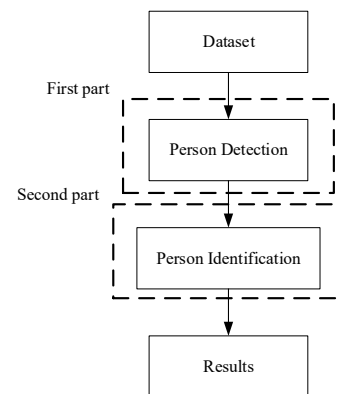 Dataset
First part
Person Detection
Second part
Person Identification
Results